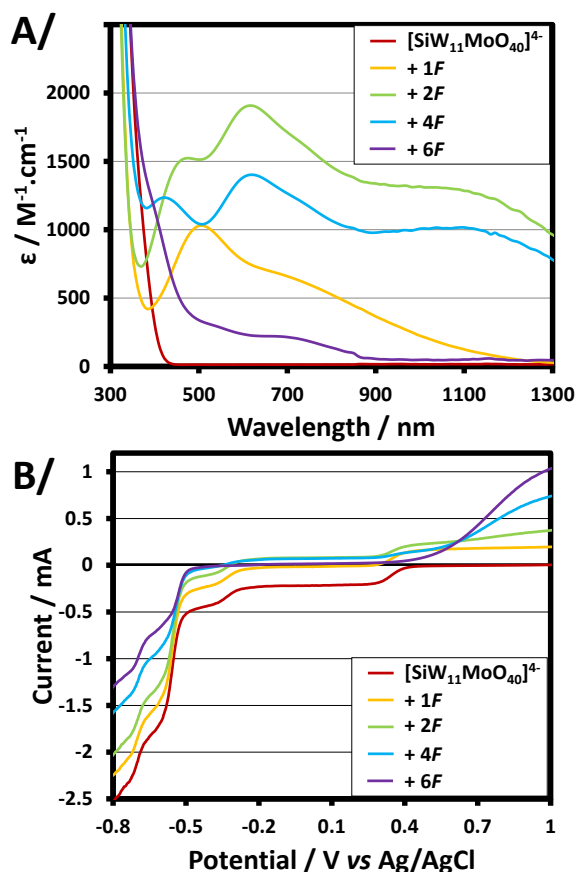 A/
[SiW₁₁MoO₄₀]⁴⁻
+ 1F
+ 2F
+ 4F
+ 6F
ε / M⁻¹.cm⁻¹
2000
1500
1000
500
0
300 500 700 900 1100 1300
Wavelength / nm
B/
Current / mA
1
0.5
0
-0.5
-1
-1.5
-2
-2.5
[SiW₁₁MoO₄₀]⁴⁻
+ 1F
+ 2F
+ 4F
+ 6F
-0.8 -0.5 -0.2 0.1 0.4 0.7 1
Potential / V vs Ag/AgCl